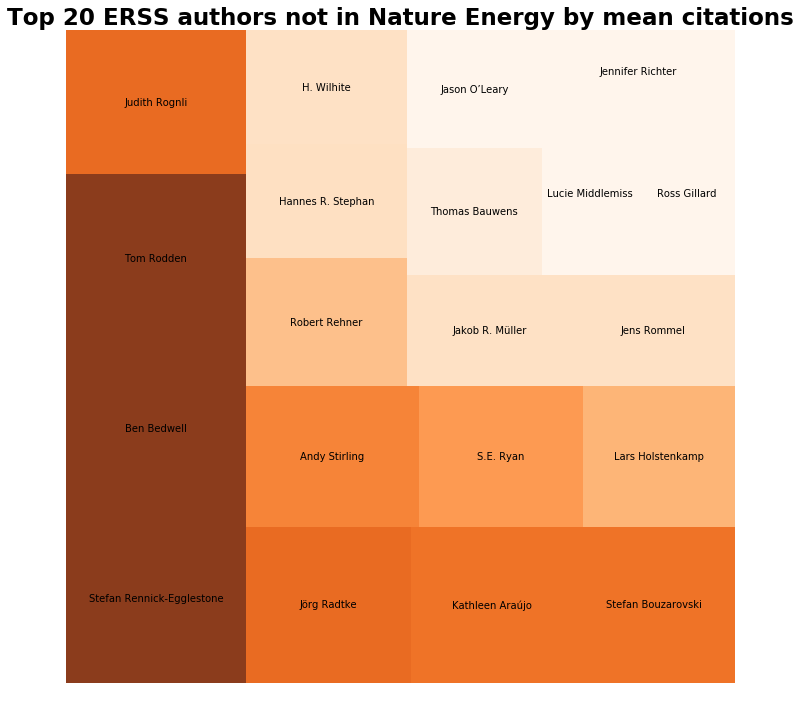 Top 20 ERSS authors not in Nature Energy by mean citations
Judith Rognli
H. Wilhite
Jason O’Leary
Jennifer Richter
Hannes R. Stephan
Thomas Bauwens
Lucie Middlemiss
Ross Gillard
Tom Rodden
Robert Rehner
Jakob R. Müller
Jens Rommel
Ben Bedwell
Andy Stirling
S.E. Ryan
Lars Holstenkamp
Stefan Rennick-Egglestone
Jörg Radtke
Kathleen Araújo
Stefan Bouzarovski